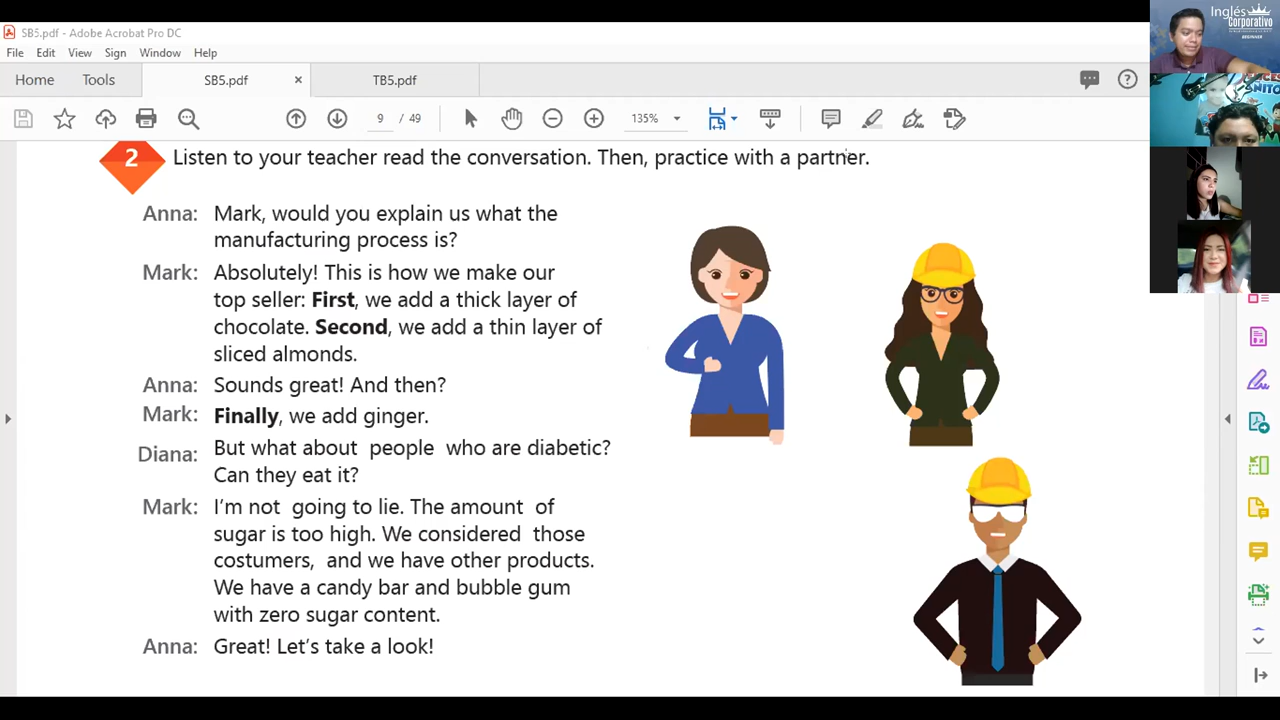 SB5.pdf - Adobe Acrobat Pro DC
File Edit View Sign Window Help
Home Tools SB5.pdf × TB5.pdf
9 / 49 135%
2 Listen to your teacher read the conversation. Then, practice with a partner.
Anna: Mark, would you explain us what the
manufacturing process is?
Mark: Absolutely! This is how we make our
top seller: First, we add a thick layer of
chocolate. Second, we add a thin layer of
sliced almonds.
Anna: Sounds great! And then?
Mark: Finally, we add ginger.
Diana: But what about people who are diabetic?
Can they eat it?
Mark: I'm not going to lie. The amount of
sugar is too high. We considered those
costumers, and we have other products.
We have a candy bar and bubble gum
with zero sugar content.
Anna: Great! Let's take a look!
Inglés
Corporativo
BEGINNER